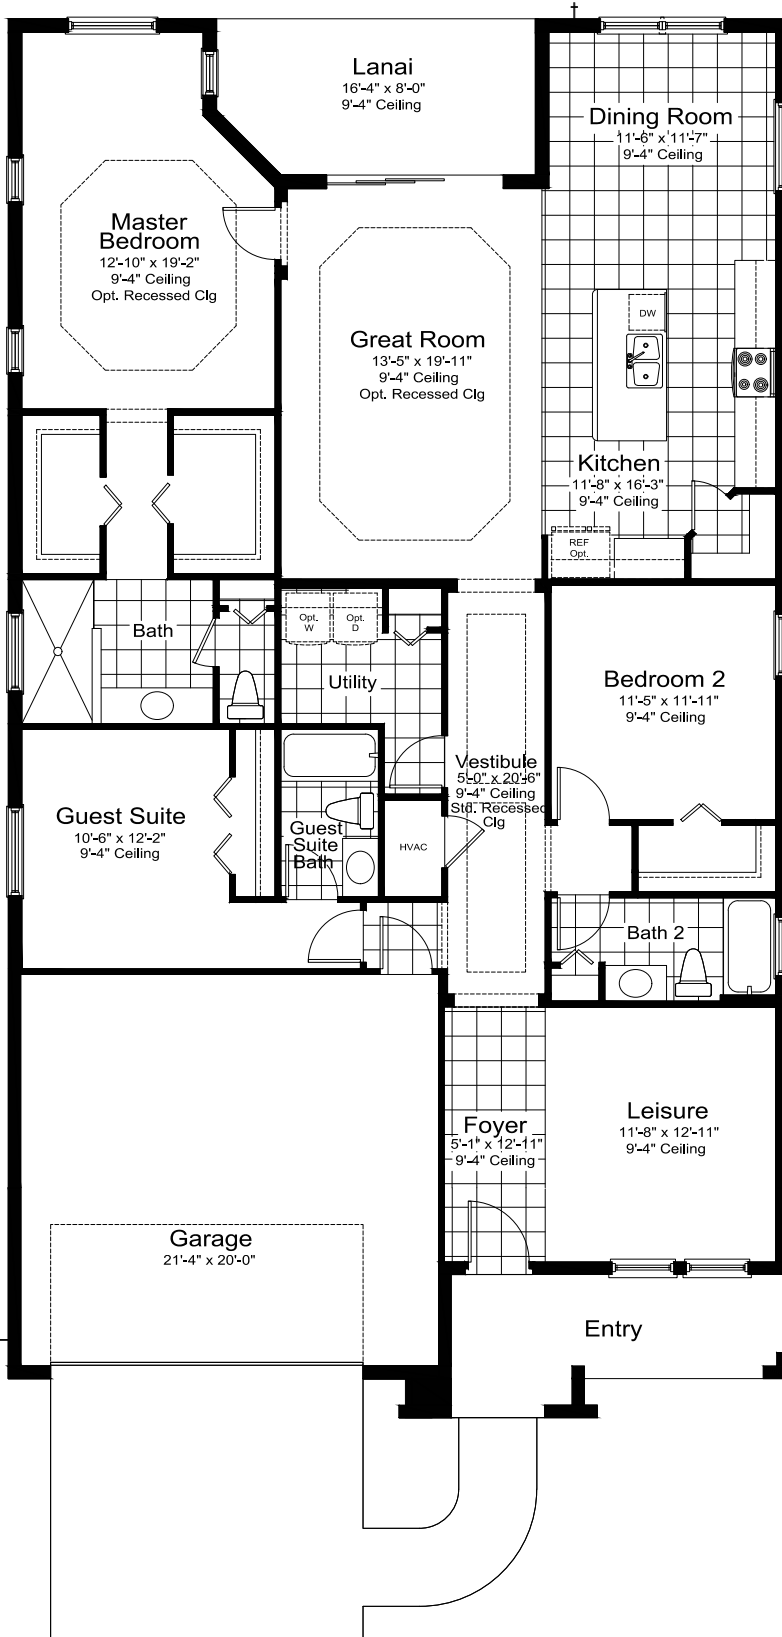 Lanai
16'-4" x 8'-0"
9'-4" Ceiling
Dining Room
11'-6" x 11'-7"
9'-4" Ceiling
Master
Bedroom
12'-10" x 19'-2"
9'-4" Ceiling
Opt. Recessed Clg
Great Room
13'-5" x 19'-11"
9'-4" Ceiling
Opt. Recessed Clg
DW
Kitchen
11'-8" x 16'-3"
9'-4" Ceiling
REF
Opt.
Bath
Opt.
W
Opt.
D
Utility
Bedroom 2
11'-5" x 11'-11"
9'-4" Ceiling
Vestibule
5'-0" x 20'-6"
9'-4" Ceiling
Std. Recessed
Clg
Guest Suite
10'-6" x 12'-2"
9'-4" Ceiling
Guest
Suite
Bath
HVAC
Bath 2
Foyer
5'-1" x 12'-11"
9'-4" Ceiling
Leisure
11'-8" x 12'-11"
9'-4" Ceiling
Garage
21'-4" x 20'-0"
Entry